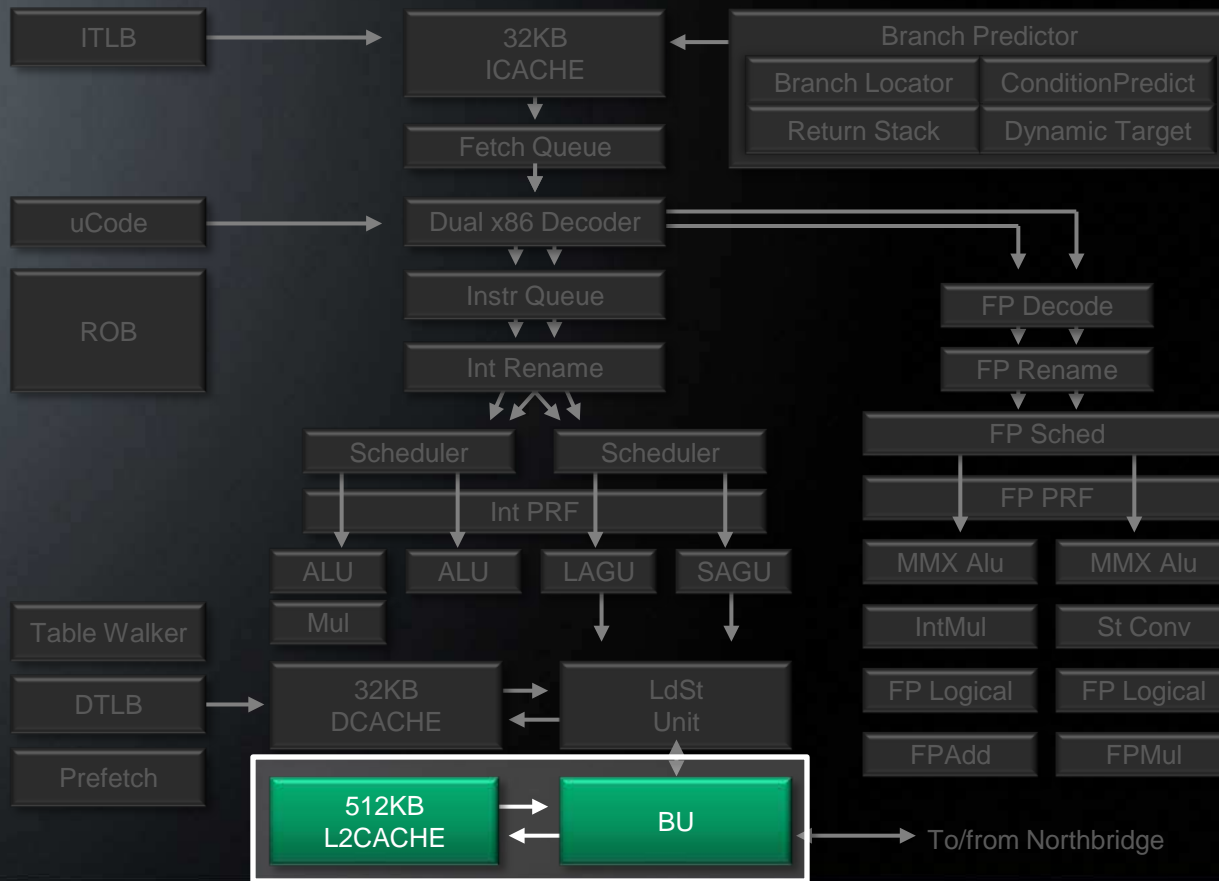 ITLB
32KB
ICACHE
Branch Predictor
Branch Locator
ConditionPredict
Return Stack
Dynamic Target
Fetch Queue
uCode
Dual x86 Decoder
ROB
Instr Queue
FP Decode
Int Rename
FP Rename
Scheduler
Scheduler
FP Sched
Int PRF
FP PRF
ALU
ALU
LAGU
SAGU
MMX Alu
MMX Alu
Mul
Table Walker
IntMul
St Conv
32KB
DCACHE
LdSt
Unit
DTLB
FP Logical
FP Logical
Prefetch
FPAdd
FPMul
512KB
L2CACHE
BU
To/from Northbridge